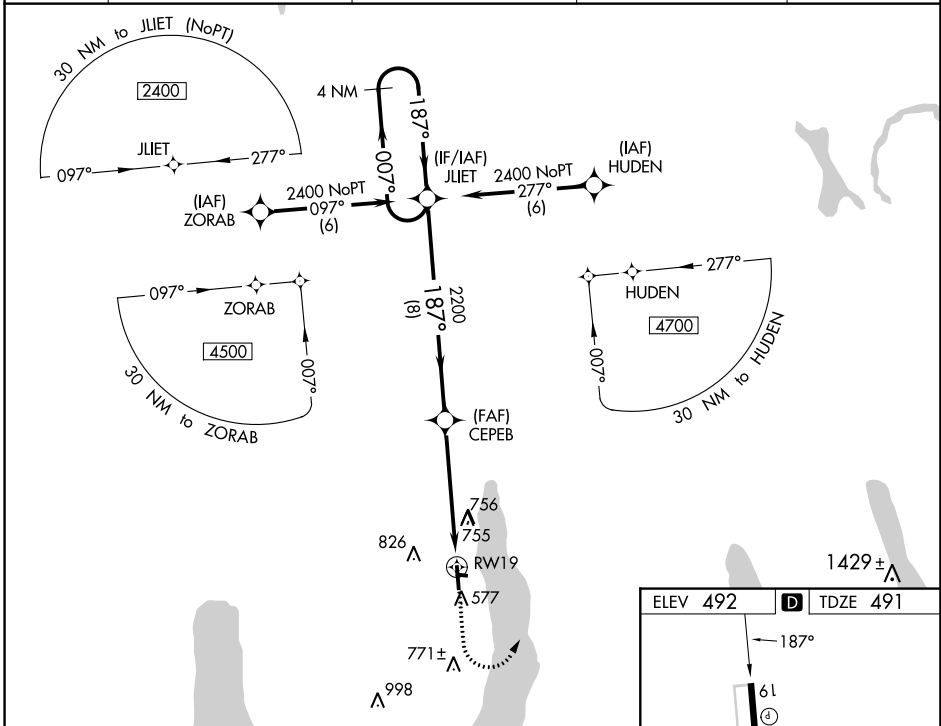 30 NM to JLIET (NoPT)
2400
JLIET
097°
277°
4 NM
187°
007°
(IF/IAF)
JLIET
(IAF)
HUDEN
2400 NoPT
277°
(6)
(IAF)
ZORAB
2400 NoPT
097°
(6)
2200
187°
(8)
097°
ZORAB
4500
007°
30 NM to ZORAB
277°
HUDEN
4700
007°
30 NM to HUDEN
(FAF)
CEPEB
756
755
826
RW19
577
771±
998
1429±
ELEV 492 D TDZE 491
187°
19
P